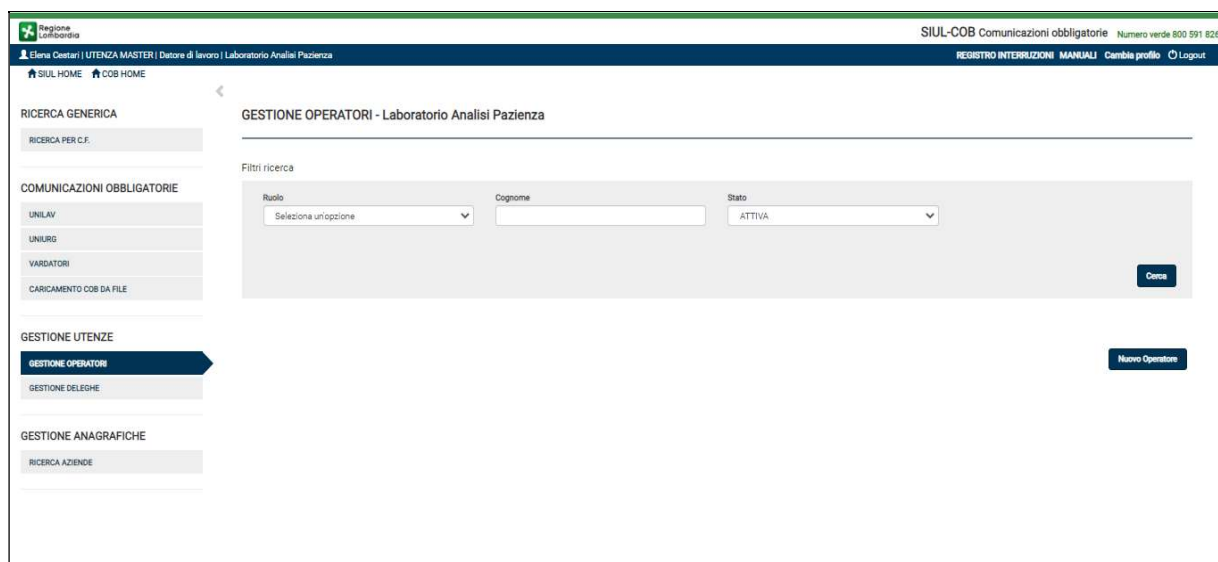 Regione
Lombardia
SIUL-COB Comunicazioni obbligatorie Numero verde 800 591 826
Elena Cestari | UTENZA MASTER | Datore di lavoro | Laboratorio Analisi Pazienza
REGISTRO INTERRUZIONI MANUALI Cambia profilo Logout
SIUL HOME COB HOME
RICERCA GENERICA
RICERCA PER C.F.
COMUNICAZIONI OBBLIGATORIE
UNILAV
UNIURG
VARDATORI
CARICAMENTO COB DA FILE
GESTIONE UTENZE
GESTIONE OPERATORI
GESTIONE DELEGHE
GESTIONE ANAGRAFICHE
RICERCA AZIENDE
GESTIONE OPERATORI - Laboratorio Analisi Pazienza
Filtri ricerca
Ruolo Cognome Stato
Seleziona un'opzione ATTIVA
Cerca
Nuovo Operatore